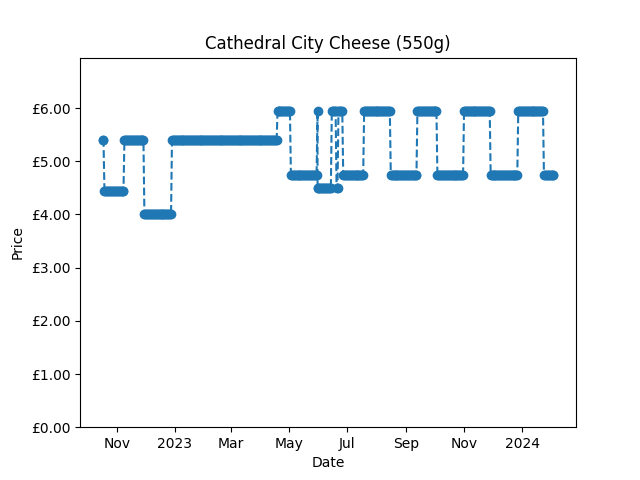 Cathedral City Cheese (550g)
£6.00
£5.00
£4.00
£3.00
£2.00
£1.00
£0.00
Price
Nov 2023 Mar May Jul Sep Nov 2024
Date